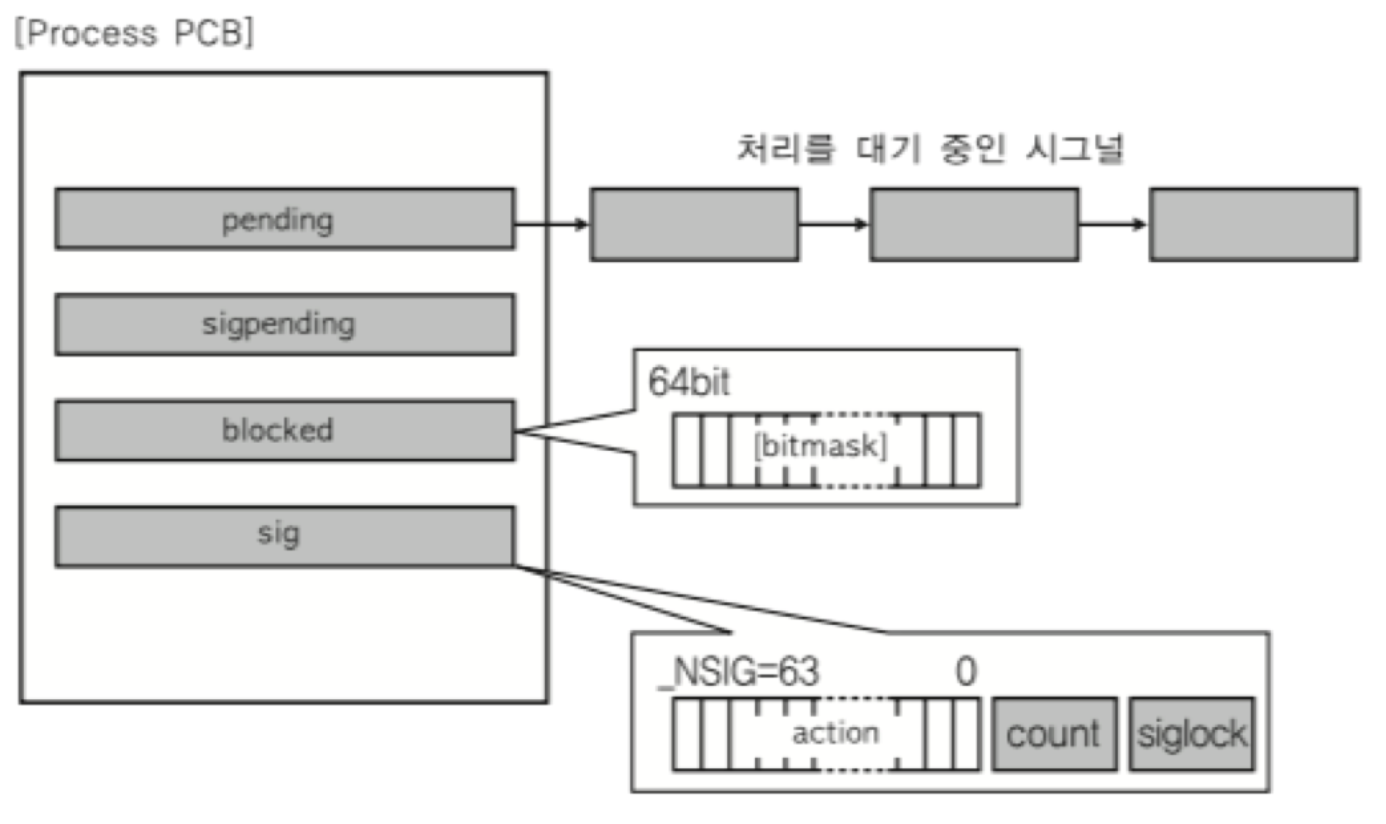 [Process PCB]
처리를 대기 중인 시그널
pending
sigpending
64bit
blocked
[bitmask]
sig
_NSIG=63 0
action count siglock